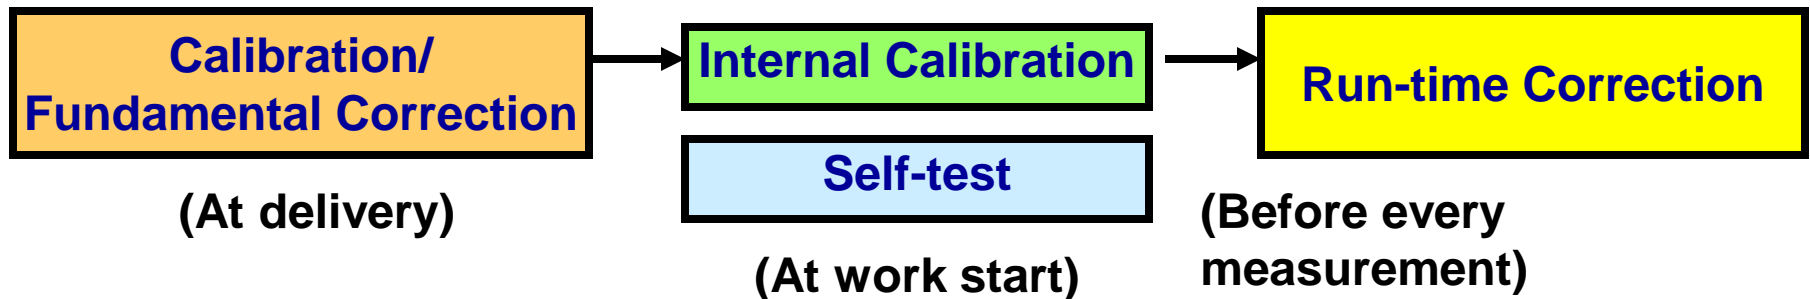 Calibration/
Fundamental Correction
(At delivery)
Internal Calibration
Self-test
(At work start)
Run-time Correction
(Before every
measurement)